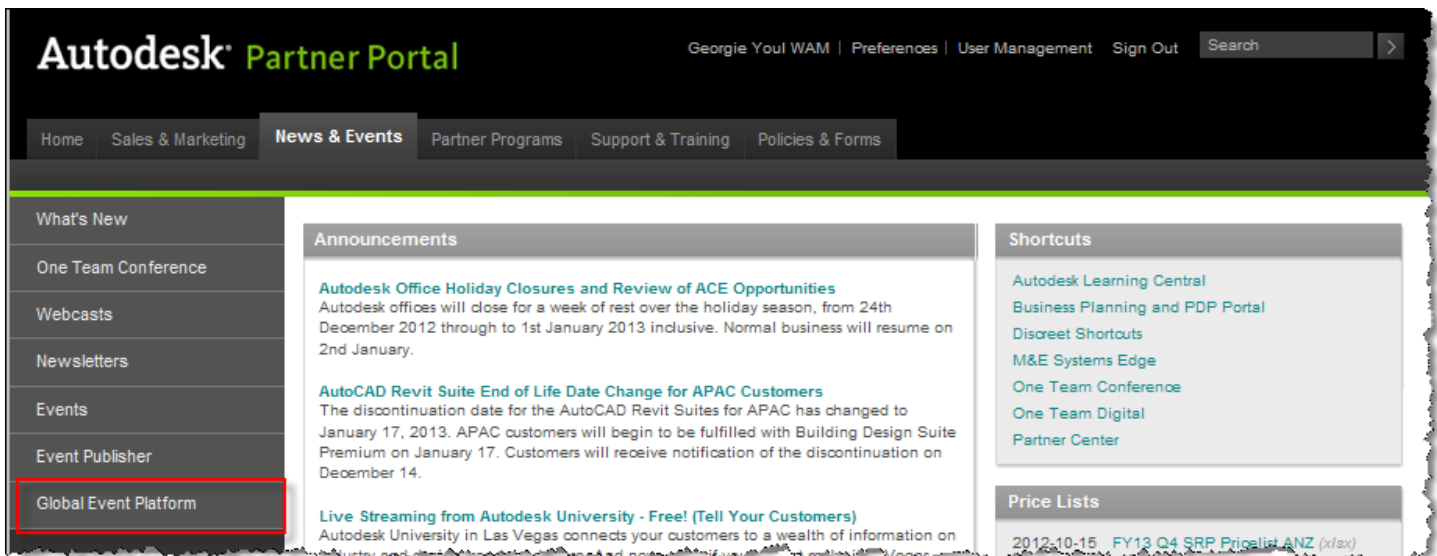 Autodesk® Partner Portal
Georgie Youl WAM | Preferences | User Management Sign Out Search
Home Sales & Marketing News & Events Partner Programs Support & Training Policies & Forms
What's New
One Team Conference
Webcasts
Newsletters
Events
Event Publisher
Global Event Platform
Announcements
Autodesk Office Holiday Closures and Review of ACE Opportunities
Autodesk offices will close for a week of rest over the holiday season, from 24th
December 2012 through to 1st January 2013 inclusive. Normal business will resume on
2nd January.
AutoCAD Revit Suite End of Life Date Change for APAC Customers
The discontinuation date for the AutoCAD Revit Suites for APAC has changed to
January 17, 2013. APAC customers will begin to be fulfilled with Building Design Suite
Premium on January 17. Customers will receive notification of the discontinuation on
December 14.
Live Streaming from Autodesk University - Free! (Tell Your Customers)
Autodesk University in Las Vegas connects your customers to a wealth of information on
Shortcuts
Autodesk Learning Central
Business Planning and PDP Portal
Discreet Shortcuts
M&E Systems Edge
One Team Conference
One Team Digital
Partner Center
Price Lists
2012-10-15 FY13 Q4 SRP Pricelist ANZ (xlsx)